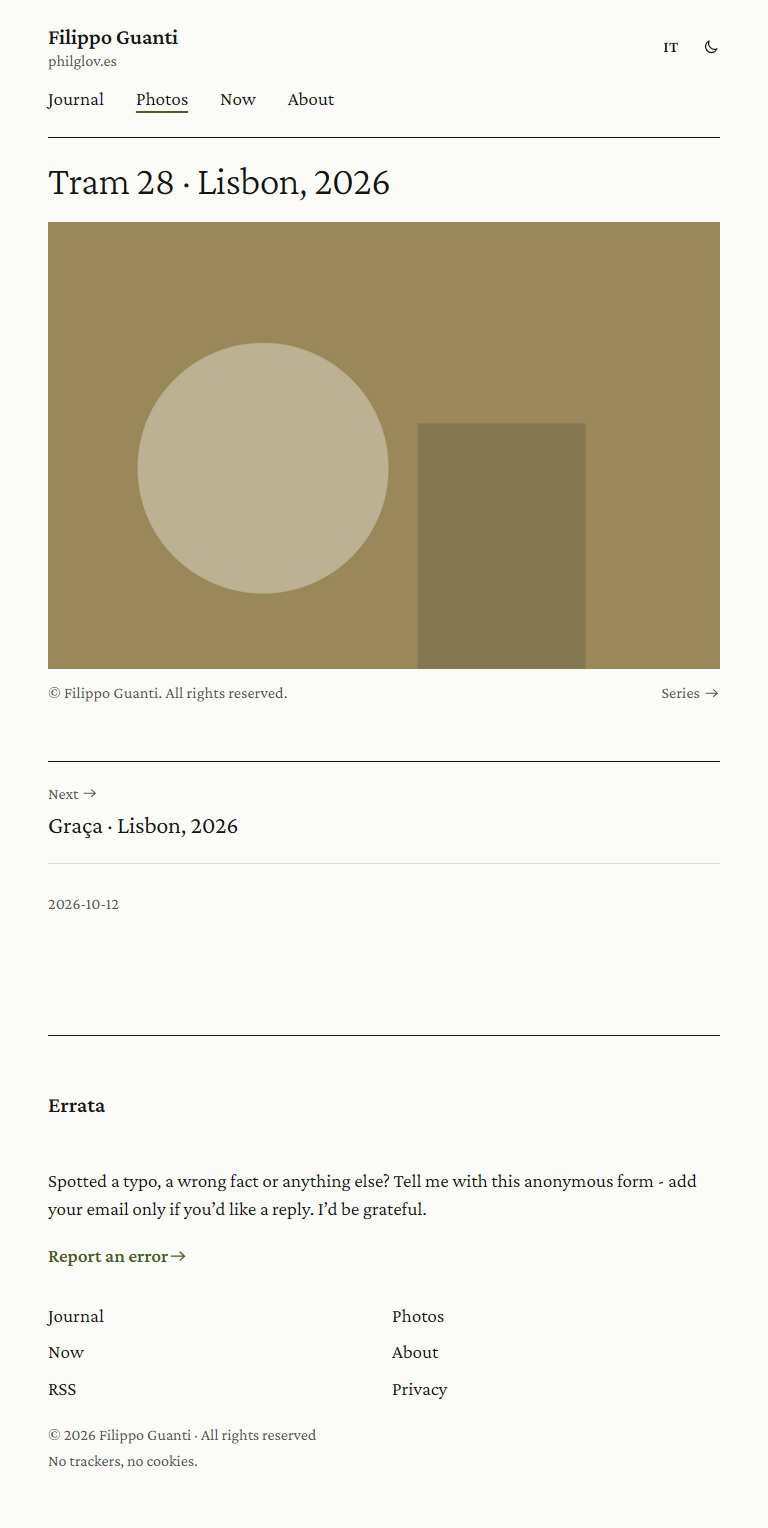 Filippo Guanti
philglov.es
IT
Journal Photos Now About
Tram 28 · Lisbon, 2026
© Filippo Guanti. All rights reserved.
Series →
Next →
Graça · Lisbon, 2026
2026-10-12
Errata
Spotted a typo, a wrong fact or anything else? Tell me with this anonymous form - add
your email only if you’d like a reply. I’d be grateful.
Report an error→
Journal Photos
Now About
RSS Privacy
© 2026 Filippo Guanti · All rights reserved
No trackers, no cookies.